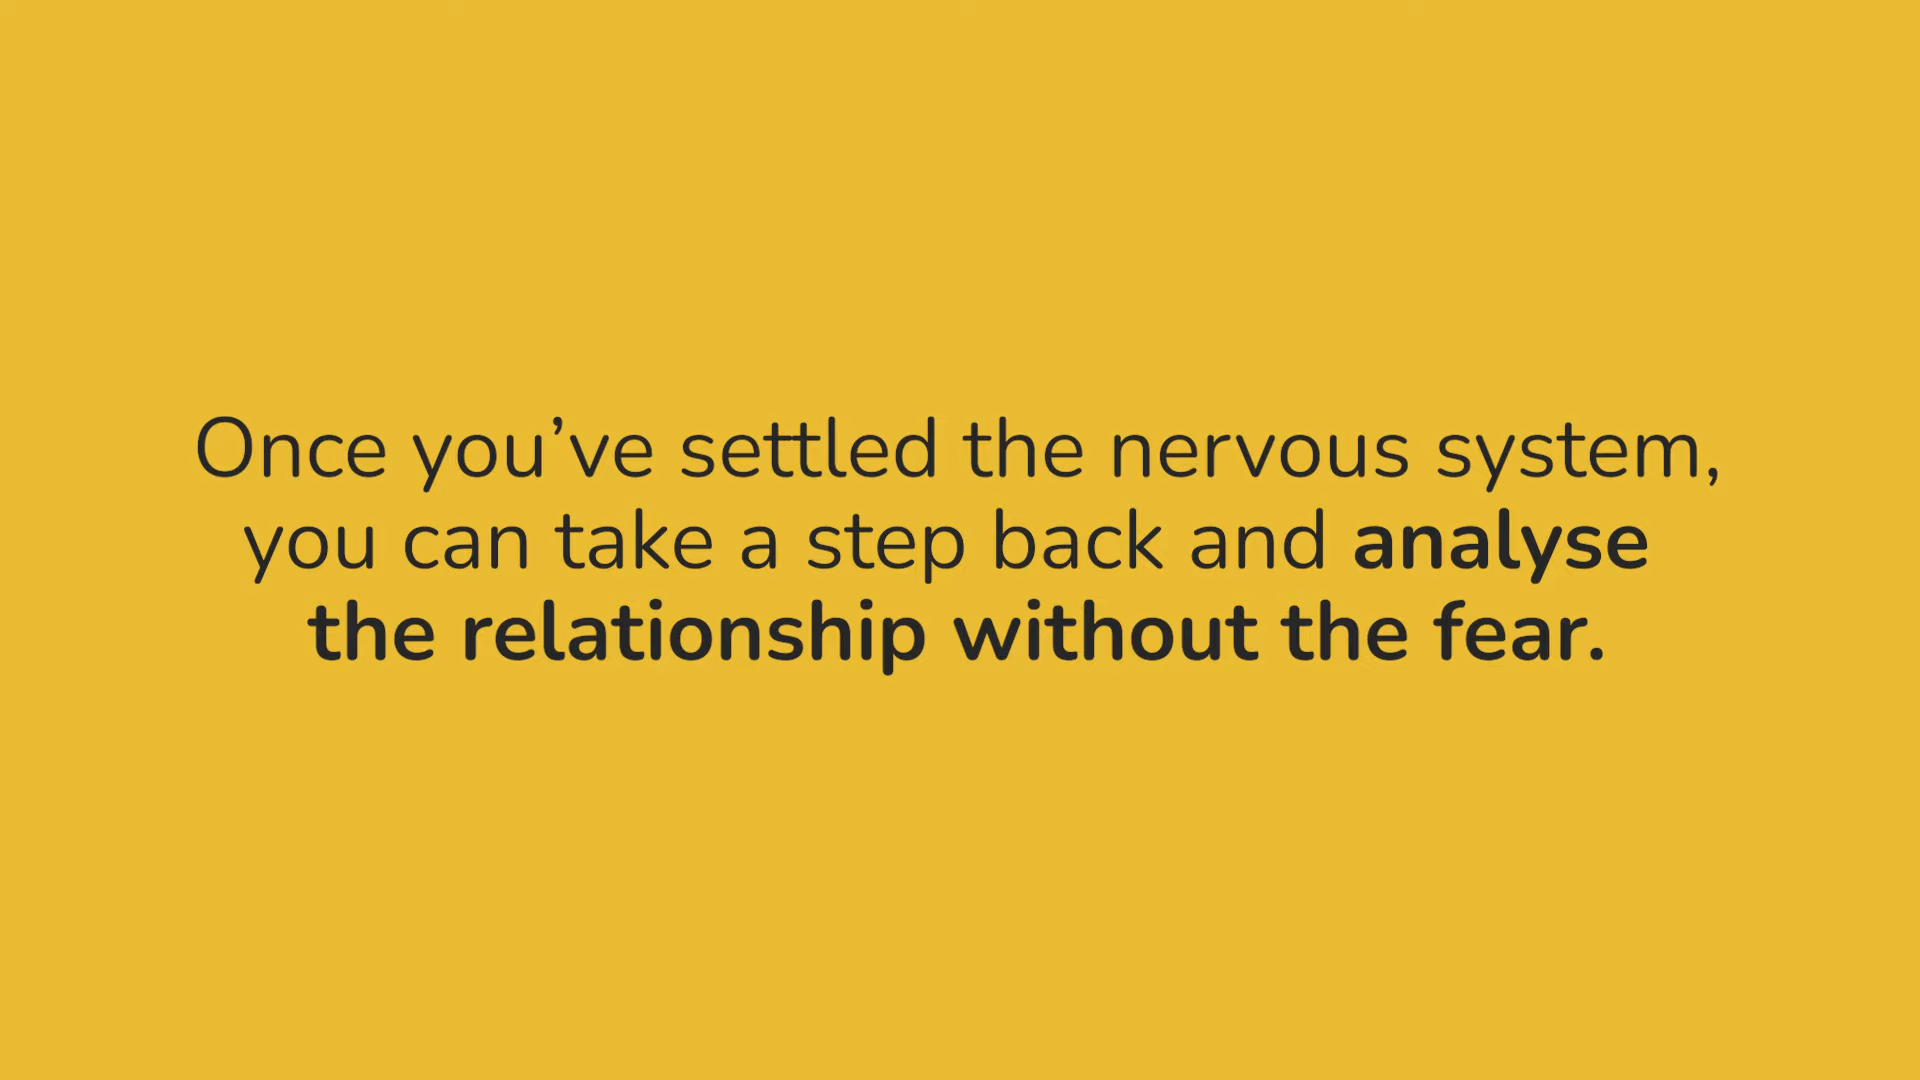 Once you’ve settled the nervous system,
you can take a step back and analyse
the relationship without the fear.